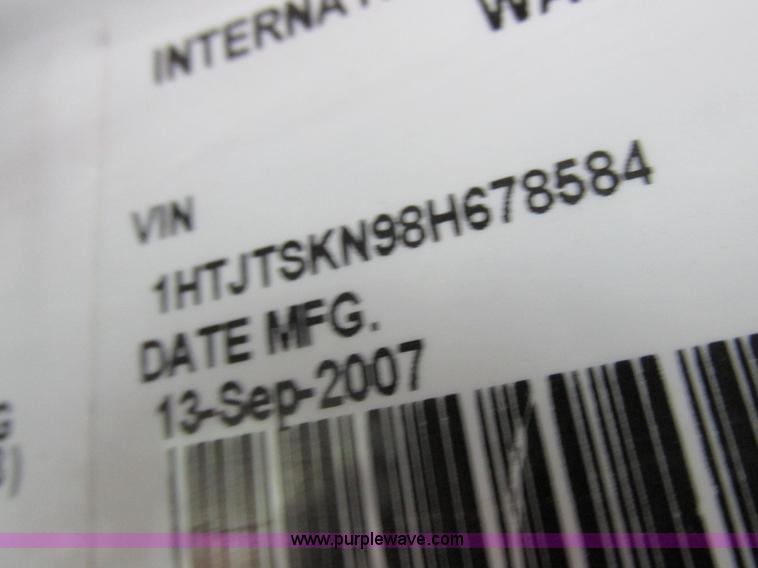 VIN
1HTJTSKN98H678584
DATE MFG.
13-Sep-2007
www.purplewave.com